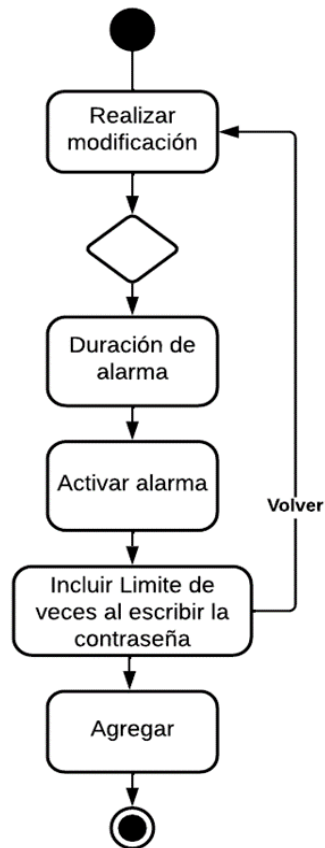 Realizar
modificación
Duración de
alarma
Activar alarma
Volver
Incluir Limite de
veces al escribir la
contraseña
Agregar